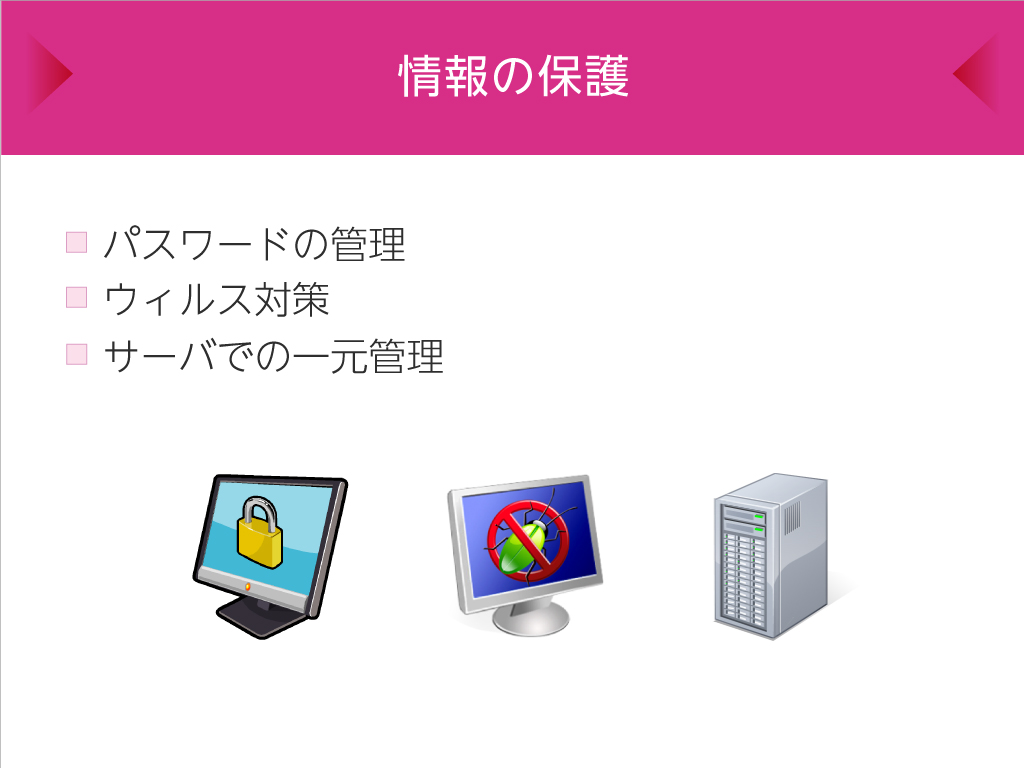 情報の保護
パスワードの管理
ウィルス対策
サーバでの一元管理